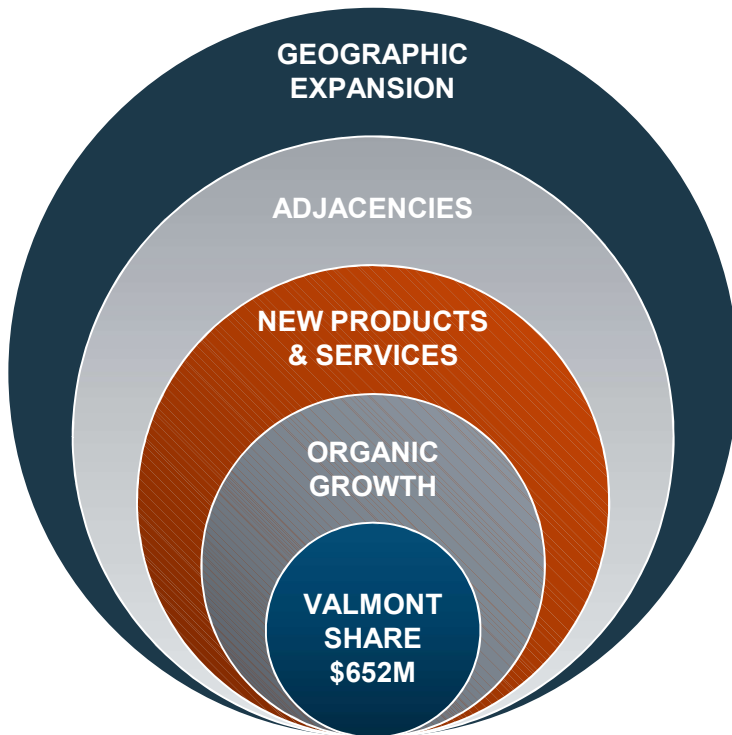 GEOGRAPHIC
EXPANSION
ADJACENCIES
NEW PRODUCTS
& SERVICES
ORGANIC
GROWTH
VALMONT
SHARE
$652M